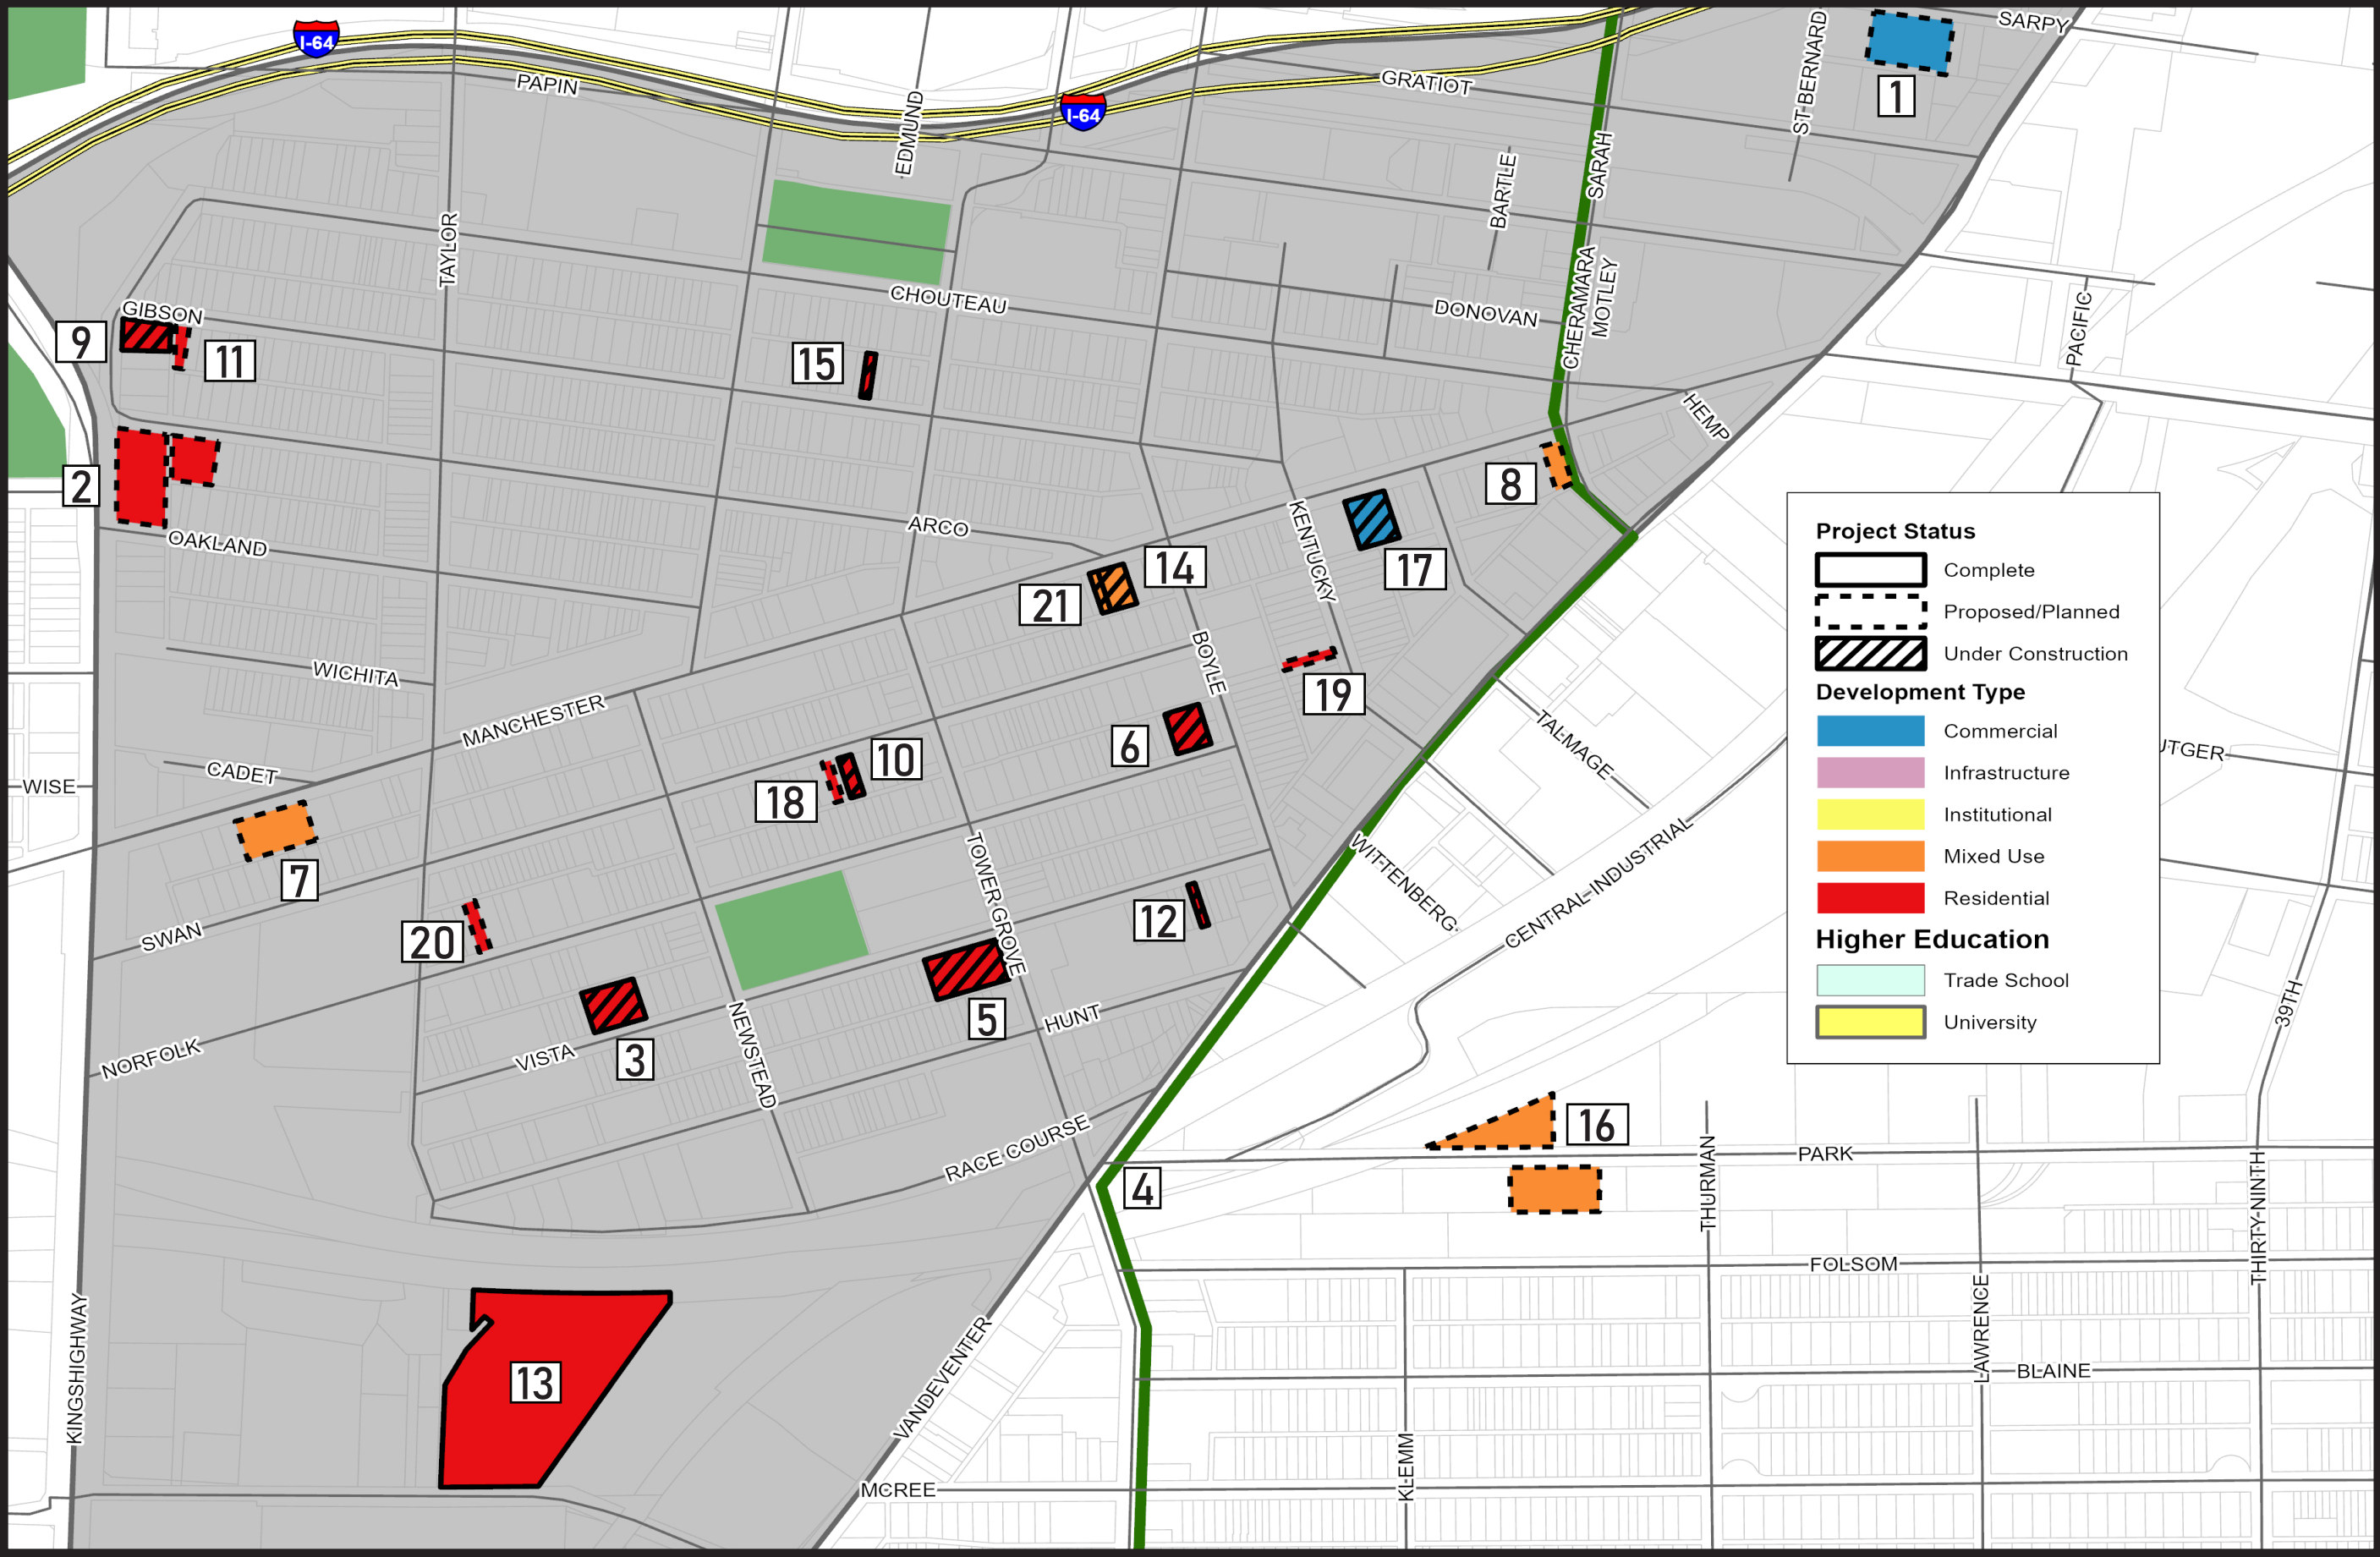 SARPY
I-64
PAPIN
EDMUND
I-64
GRATIOT
ST BERNARD
1
SARAH
BARTLE
TAYLOR
CHERAMARA
MOTLEY
CHOUTEAU
DONOVAN
PACIFIC
GIBSON
9
11
15
HEMP
2
8
OAKLAND
ARCO
KENTUCKY
17
14
21
BOYLE
WICHITA
MANCHESTER
19
6
TALMAGE
CADET
WISE
18
10
7
TOWER GROVE
WITTENBERG
CENTRAL INDUSTRIAL
UTGER
SWAN
20
12
NORFOLK
VISTA
3
NEWSTEAD
5
HUNT
39TH
Project Status
Complete
Proposed/Planned
Under Construction
Development Type
Commercial
Infrastructure
Institutional
Mixed Use
Residential
Higher Education
Trade School
University
RACE COURSE
16
PARK
THURMAN
4
THIRTY-NINTH
FOLSOM
LAWRENCE
KINGSHIGHWAY
13
VANDEVENTER
BLAINE
KLEMM
MCREE